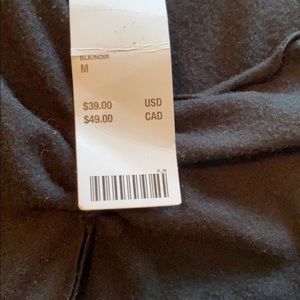 BLK/NOIR
M
$39.00 USD
$49.00 CAD